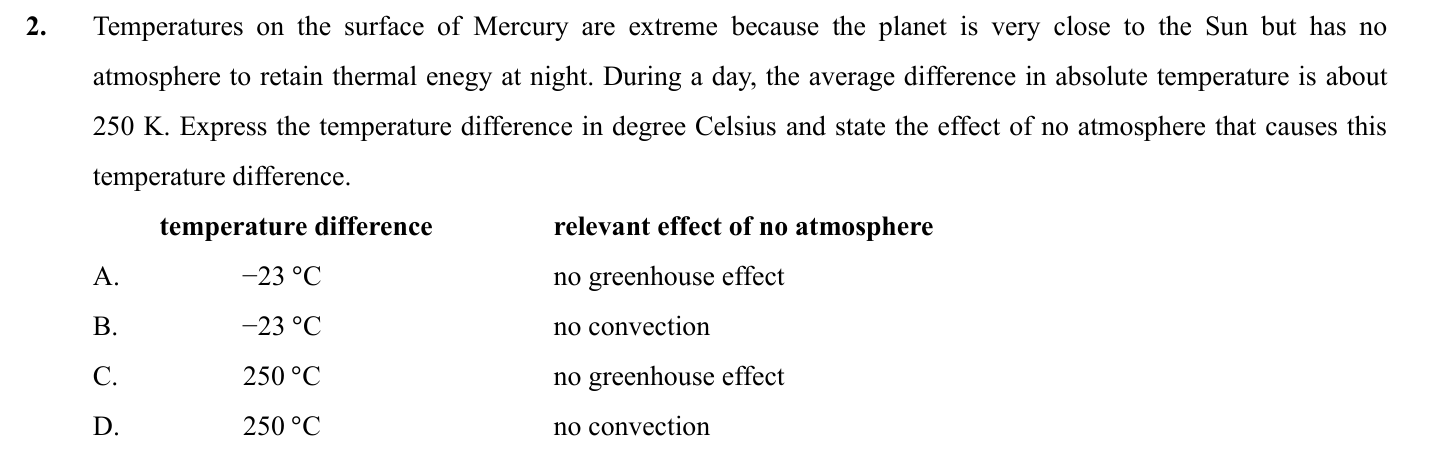 2. Temperatures on the surface of Mercury are extreme because the planet is very close to the Sun but has no
atmosphere to retain thermal enegy at night. During a day, the average difference in absolute temperature is about
250 K. Express the temperature difference in degree Celsius and state the effect of no atmosphere that causes this
temperature difference.
temperature difference relevant effect of no atmosphere
A. −23 °C no greenhouse effect
B. −23 °C no convection
C. 250 °C no greenhouse effect
D. 250 °C no convection